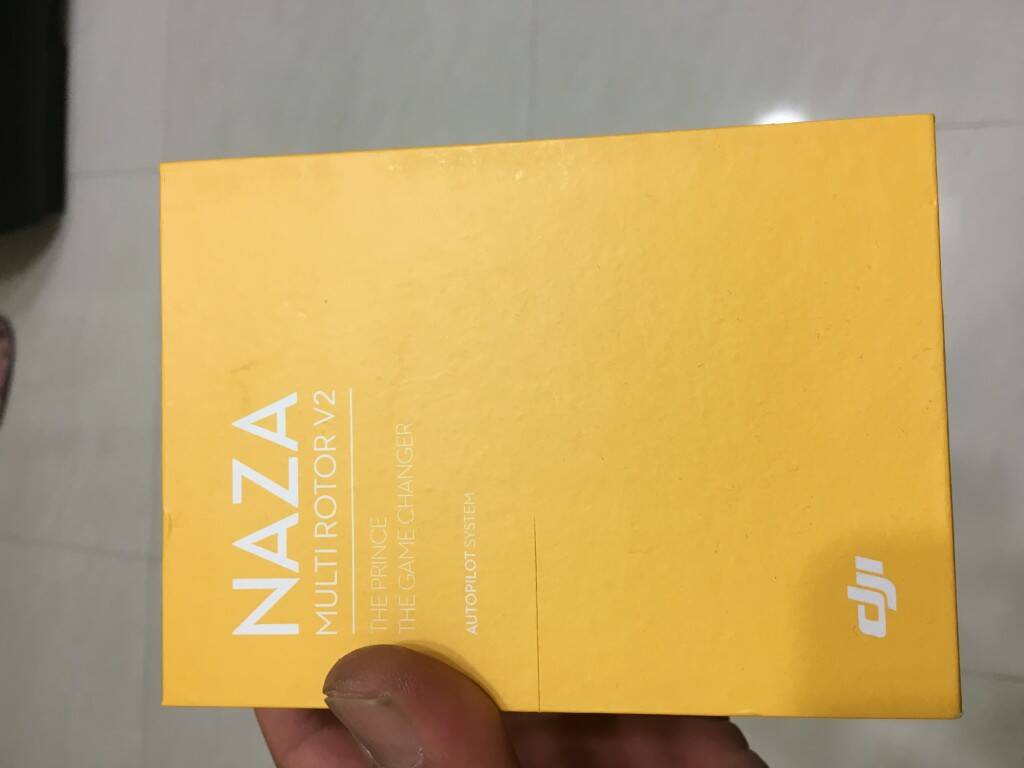 NAZA
MULTI ROTOR V2
THE PRINCE
THE GAME CHANGER
AUTOPILOT SYSTEM
dji